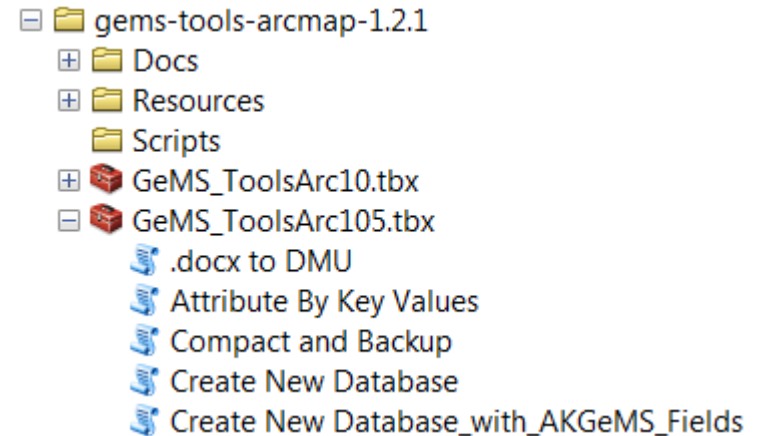 gems-tools-arcmap-1.2.1
Docs
Resources
Scripts
GeMS_ToolsArc10.tbx
GeMS_ToolsArc105.tbx
.docx to DMU
Attribute By Key Values
Compact and Backup
Create New Database
Create New Database_with_AKGeMS_Fields